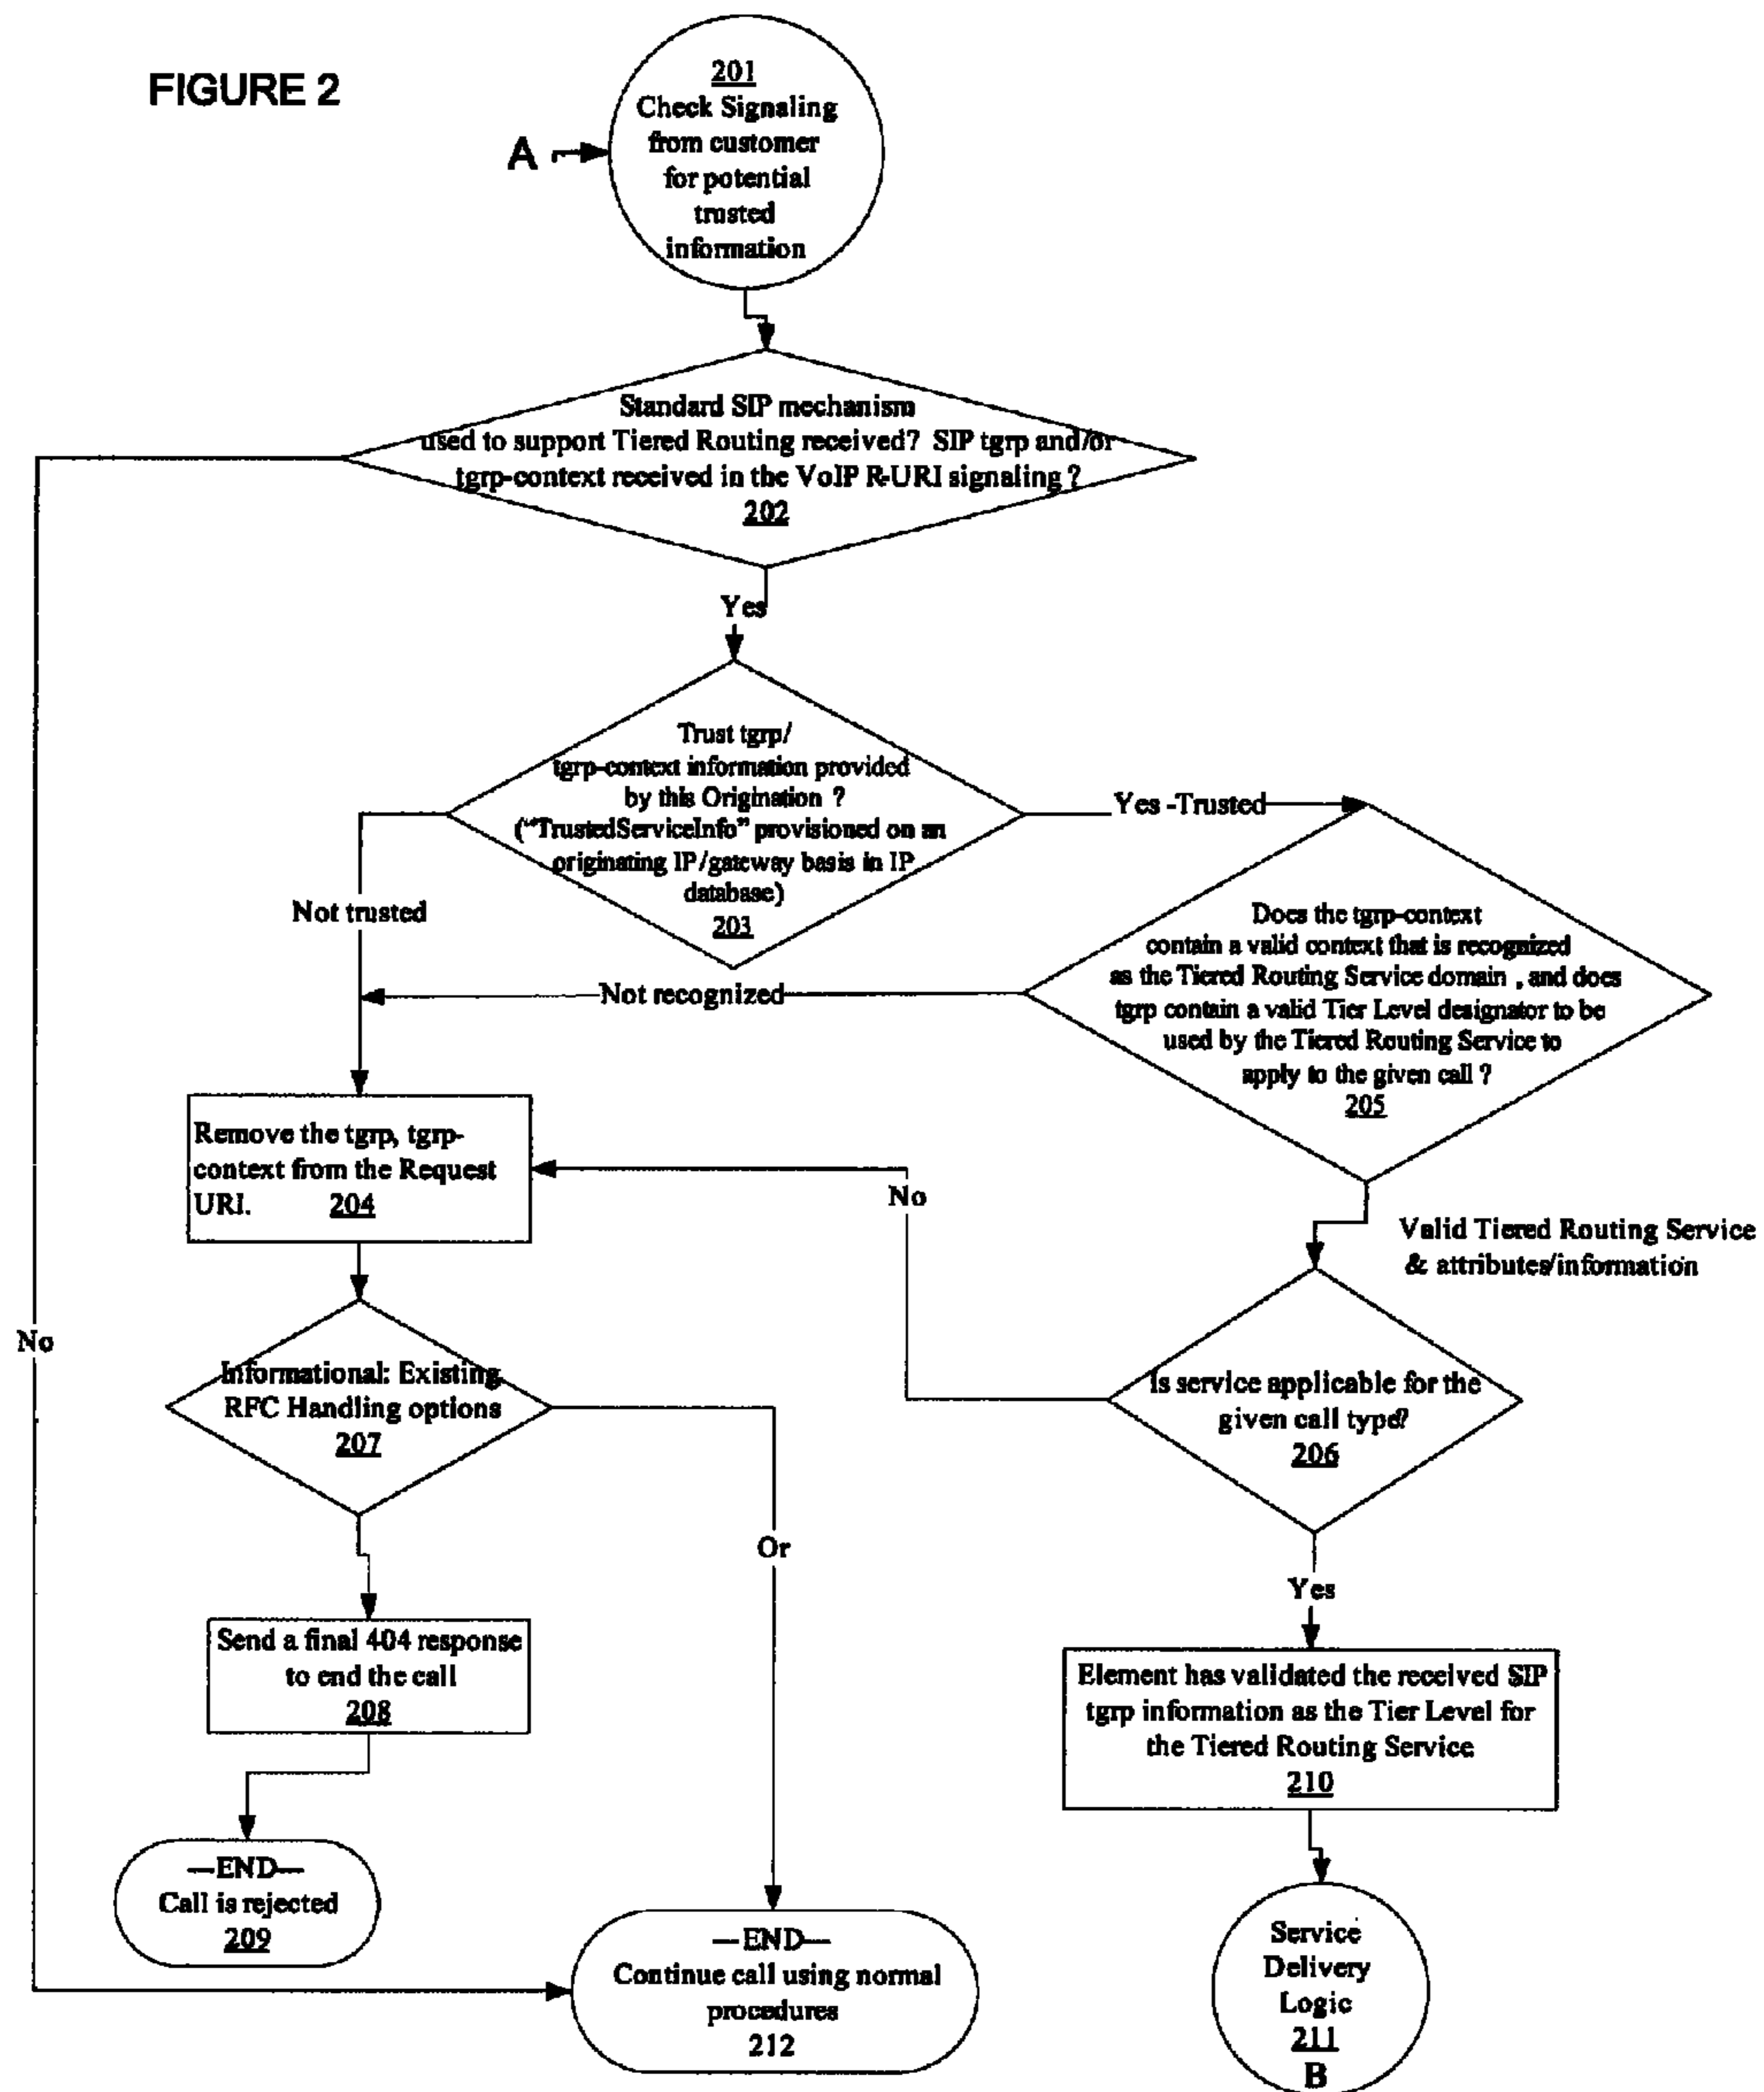 FIGURE 2
201
Check Signaling
from customer
for potential
trusted
information
A
Standard SIP mechanism
used to support Tiered Routing received? SIP tgrp and/or
tgrp-context received in the VoIP R-URI signaling ?
202
Yes
Trust tgrp/
tgrp-context information provided
by this Origination ?
("TrustedServiceInfo" provisioned on an
originating IP/gateway basis in IP
database)
203
Yes -Trusted
Not trusted
Does the tgrp-context
contain a valid context that is recognized
as the Tiered Routing Service domain , and does
tgrp contain a valid Tier Level designator to be
used by the Tiered Routing Service to
apply to the given call ?
205
Not recognized
Remove the tgrp, tgrp-
context from the Request
URI. 204
No
Valid Tiered Routing Service
& attributes/information
No
Informational: Existing
RFC Handling options
207
Is service applicable for the
given call type?
206
Or
Yes
Send a final 404 response
to end the call
208
Element has validated the received SIP
tgrp information as the Tier Level for
the Tiered Routing Service
210
—END—
Call is rejected
209
—END—
Continue call using normal
procedures
212
Service
Delivery
Logic
211
B